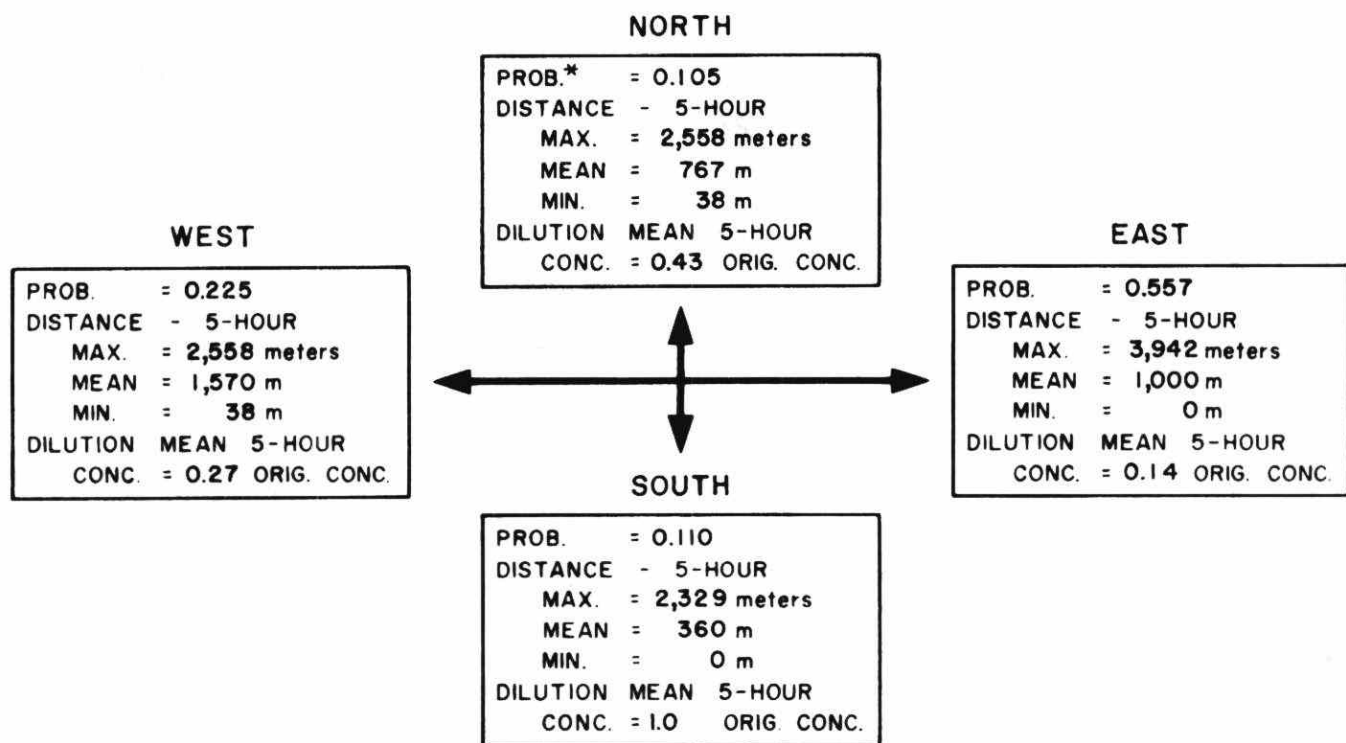 NORTH
PROB.* = 0.105
DISTANCE - 5-HOUR
MAX. = 2,558 meters
MEAN = 767 m
MIN. = 38 m
DILUTION MEAN 5-HOUR
CONC. = 0.43 ORIG. CONC.
WEST
PROB. = 0.225
DISTANCE - 5-HOUR
MAX. = 2,558 meters
MEAN = 1,570 m
MIN. = 38 m
DILUTION MEAN 5-HOUR
CONC. = 0.27 ORIG. CONC.
EAST
PROB. = 0.557
DISTANCE - 5-HOUR
MAX. = 3,942 meters
MEAN = 1,000 m
MIN. = 0 m
DILUTION MEAN 5-HOUR
CONC. = 0.14 ORIG. CONC.
SOUTH
PROB. = 0.110
DISTANCE - 5-HOUR
MAX. = 2,329 meters
MEAN = 360 m
MIN. = 0 m
DILUTION MEAN 5-HOUR
CONC. = 1.0 ORIG. CONC.